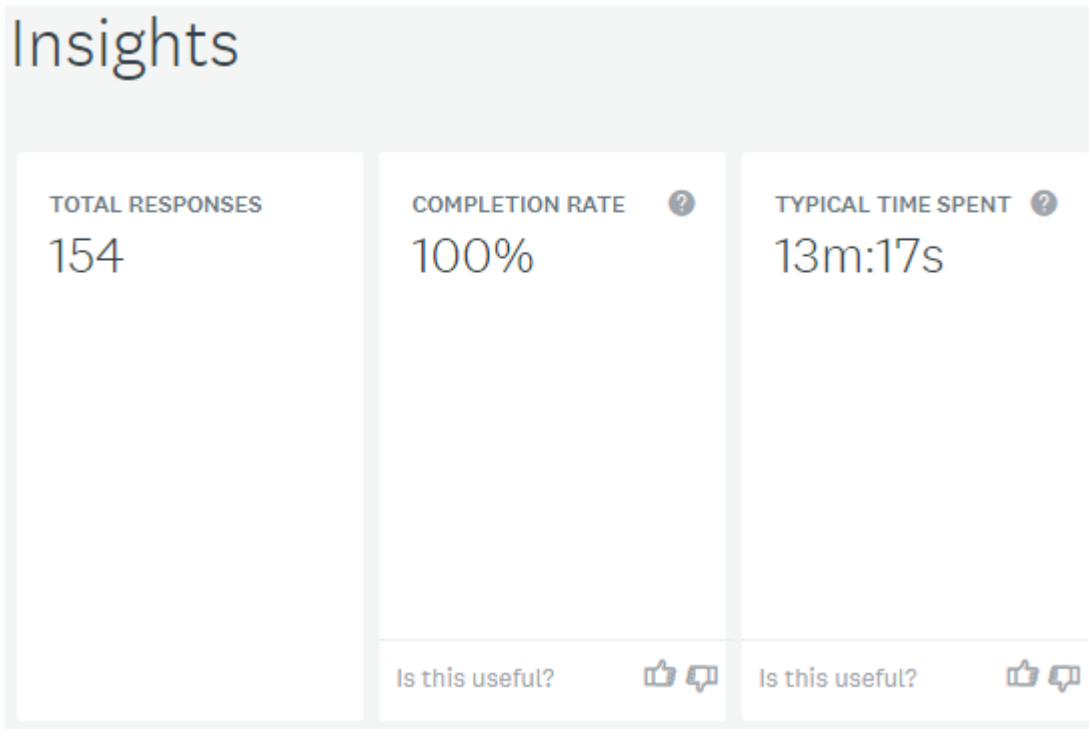 Insights
TOTAL RESPONSES
154
COMPLETION RATE ?
100%
Is this useful?
TYPICAL TIME SPENT ?
13m:17s
Is this useful?